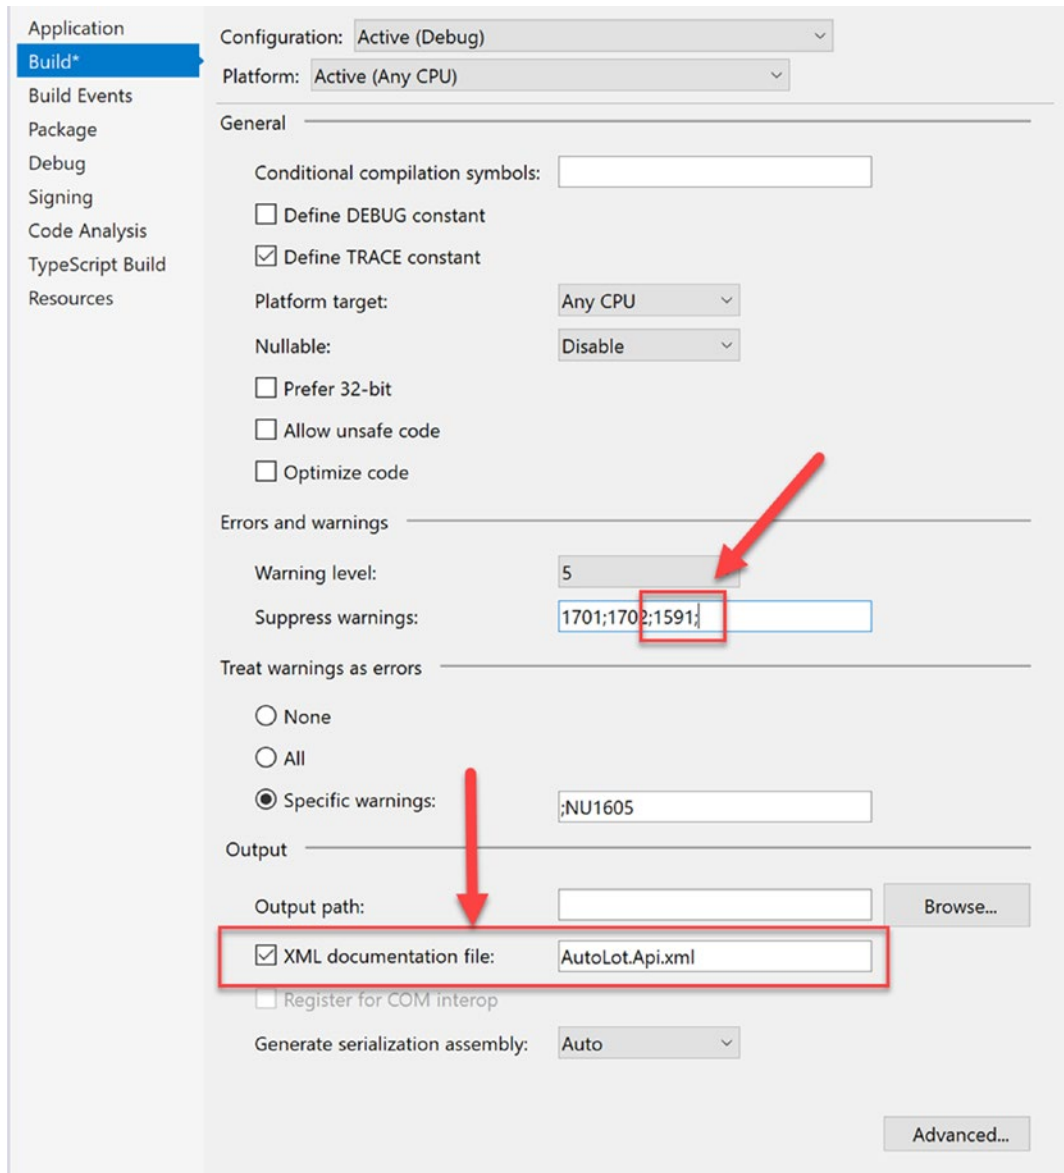 Application
Build*
Build Events
Package
Debug
Signing
Code Analysis
TypeScript Build
Resources
Configuration: Active (Debug)
Platform: Active (Any CPU)
General
Conditional compilation symbols:
Define DEBUG constant
Define TRACE constant
Platform target: Any CPU
Nullable: Disable
Prefer 32-bit
Allow unsafe code
Optimize code
Errors and warnings
Warning level: 5
Suppress warnings: 1701;1702;1591;
Treat warnings as errors
None
All
Specific warnings: ;NU1605
Output
Output path: Browse...
XML documentation file: AutoLot.Api.xml
Register for COM interop
Generate serialization assembly: Auto
Advanced...